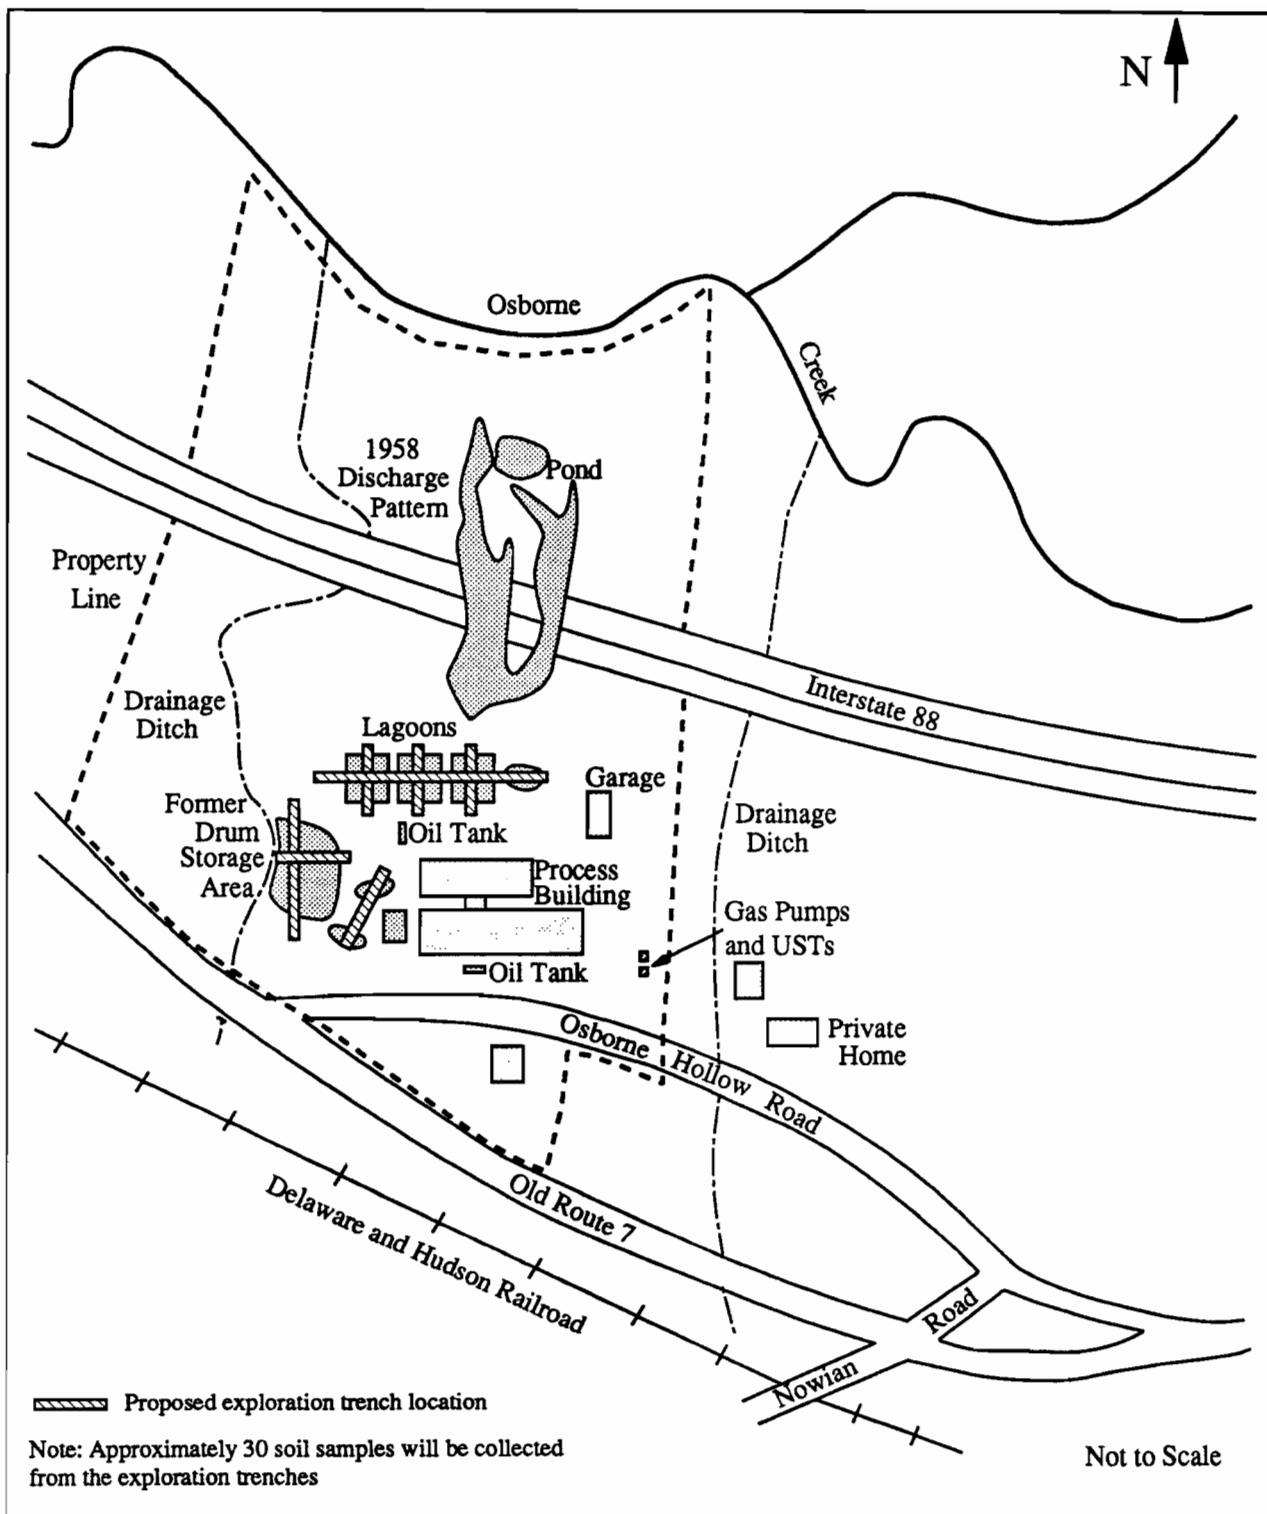 N
Osborne
Creek
1958
Discharge
Pattern
Pond
Property
Line
Interstate 88
Drainage
Ditch
Lagoons
Garage
Former
Drum
Storage
Area
Oil Tank
Drainage
Ditch
Process
Building
Gas Pumps
and USTs
Oil Tank
Osborne Hollow Road
Private
Home
Old Route 7
Delaware and Hudson Railroad
Nowian Road
Proposed exploration trench location
Note: Approximately 30 soil samples will be collected
from the exploration trenches
Not to Scale